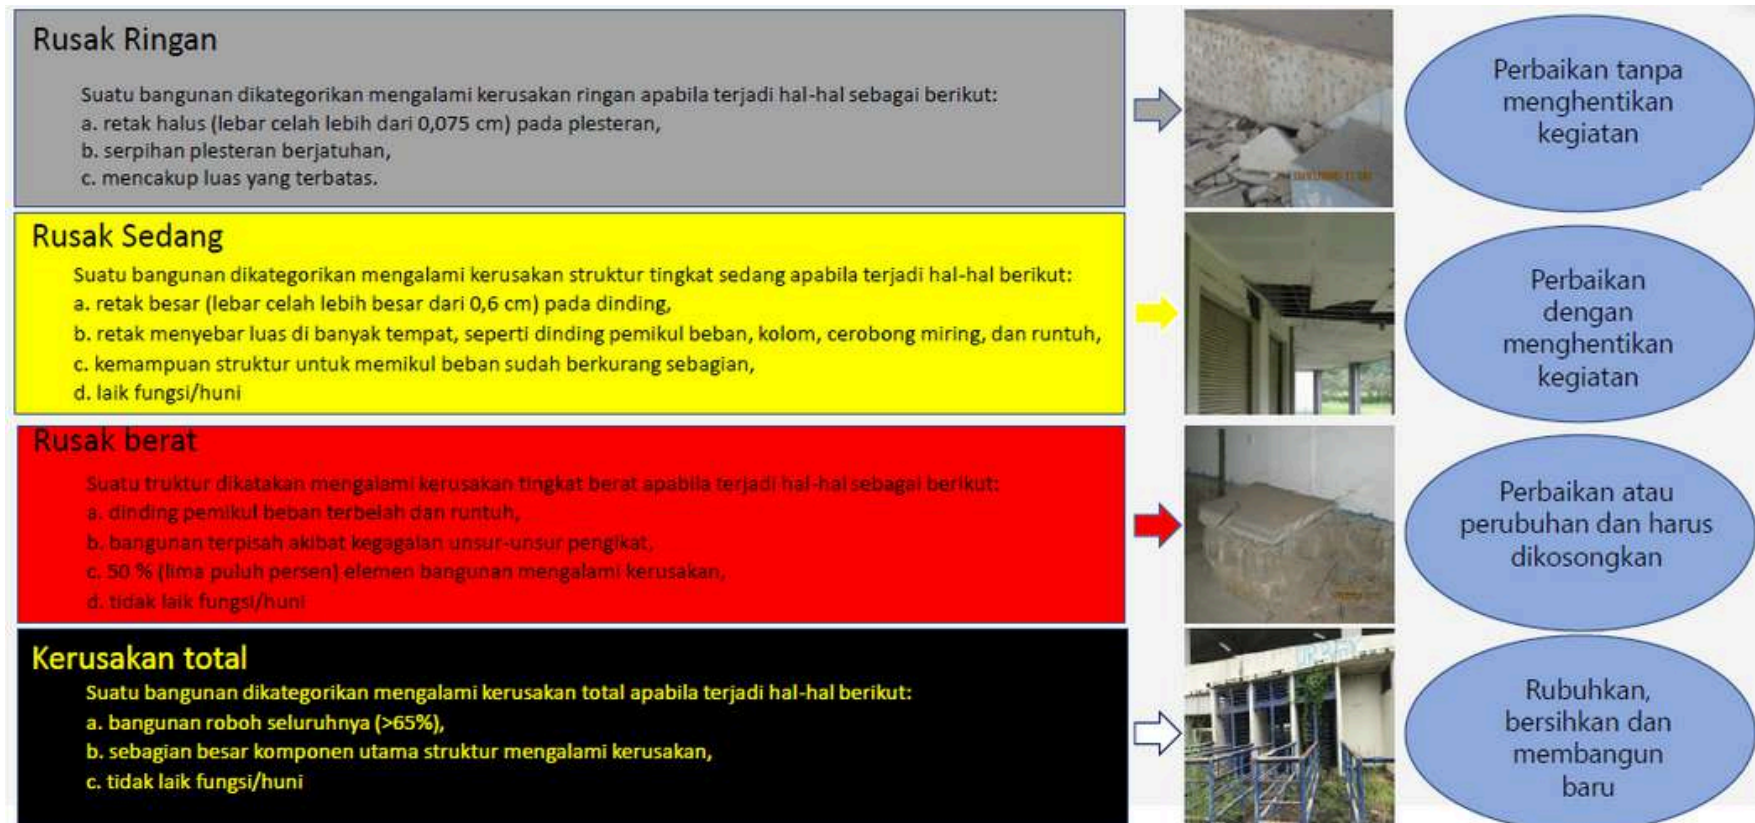 Rusak Ringan
Suatu bangunan dikategorikan mengalami kerusakan ringan apabila terjadi hal-hal sebagai berikut:
a. retak halus (lebar celah lebih dari 0,075 cm) pada plesteran,
b. serpihan plesteran berjatuhan,
c. mencakup luas yang terbatas.
Perbaikan tanpa
menghentikan
kegiatan
Rusak Sedang
Suatu bangunan dikategorikan mengalami kerusakan struktur tingkat sedang apabila terjadi hal-hal berikut:
a. retak besar (lebar celah lebih besar dari 0,6 cm) pada dinding,
b. retak menyebar luas di banyak tempat, seperti dinding pemikul beban, kolom, cerobong miring, dan runtuh,
c. kemampuan struktur untuk memikul beban sudah berkurang sebagian,
d. laik fungsi/huni
Perbaikan
dengan
menghentikan
kegiatan
Rusak berat
Suatu truktur dikatakan mengalami kerusakan tingkat berat apabila terjadi hal-hal sebagai berikut:
a. dinding pemikul beban terbelah dan runtuh,
b. bangunan terpisah akibat kegagalan unsur-unsur pengikat,
c. 50 % (lima puluh persen) elemen bangunan mengalami kerusakan,
d. tidak laik fungsi/huni
Perbaikan atau
perubuhan dan harus
dikosongkan
Kerusakan total
Suatu bangunan dikategorikan mengalami kerusakan total apabila terjadi hal-hal berikut:
a. bangunan roboh seluruhnya (>65%),
b. sebagian besar komponen utama struktur mengalami kerusakan,
c. tidak laik fungsi/huni
Rubuhkan,
bersihkan dan
membangun
baru